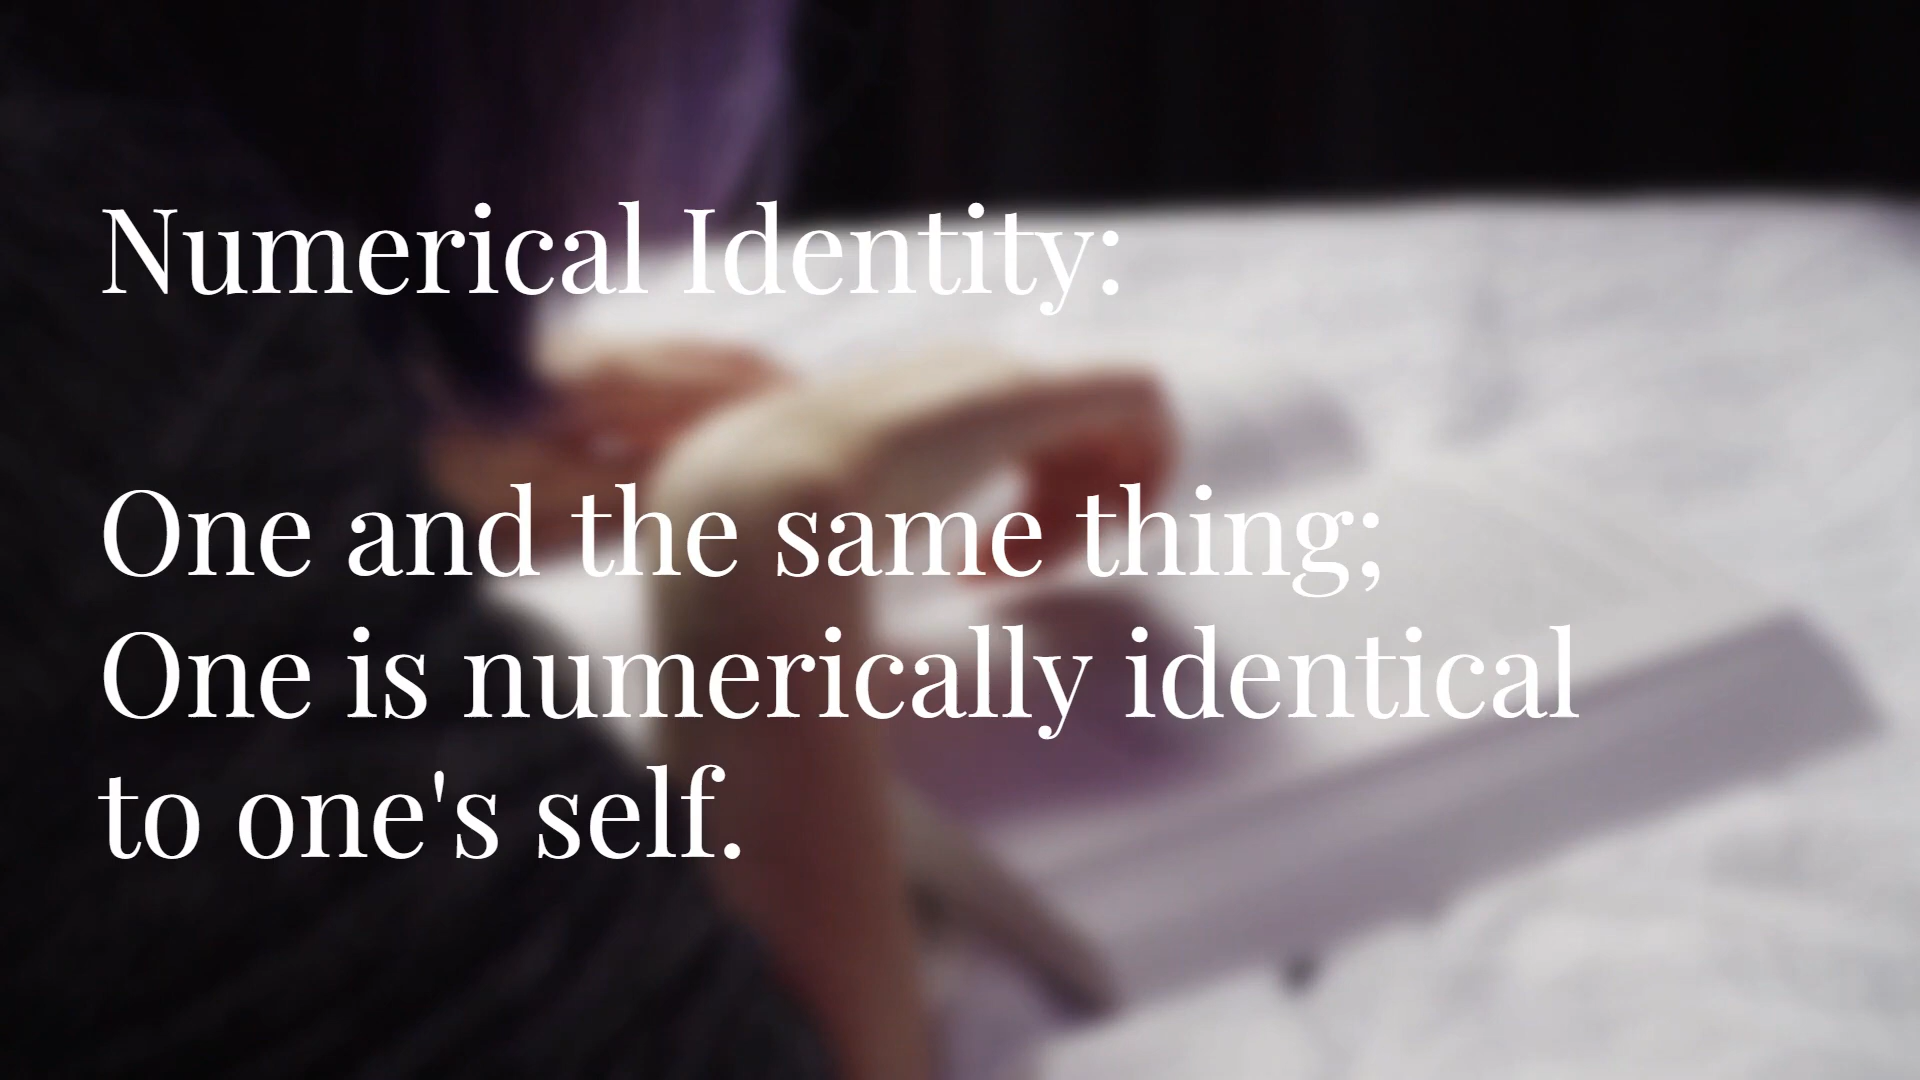 Numerical Identity:
One and the same thing;
One is numerically identical
to one's self.